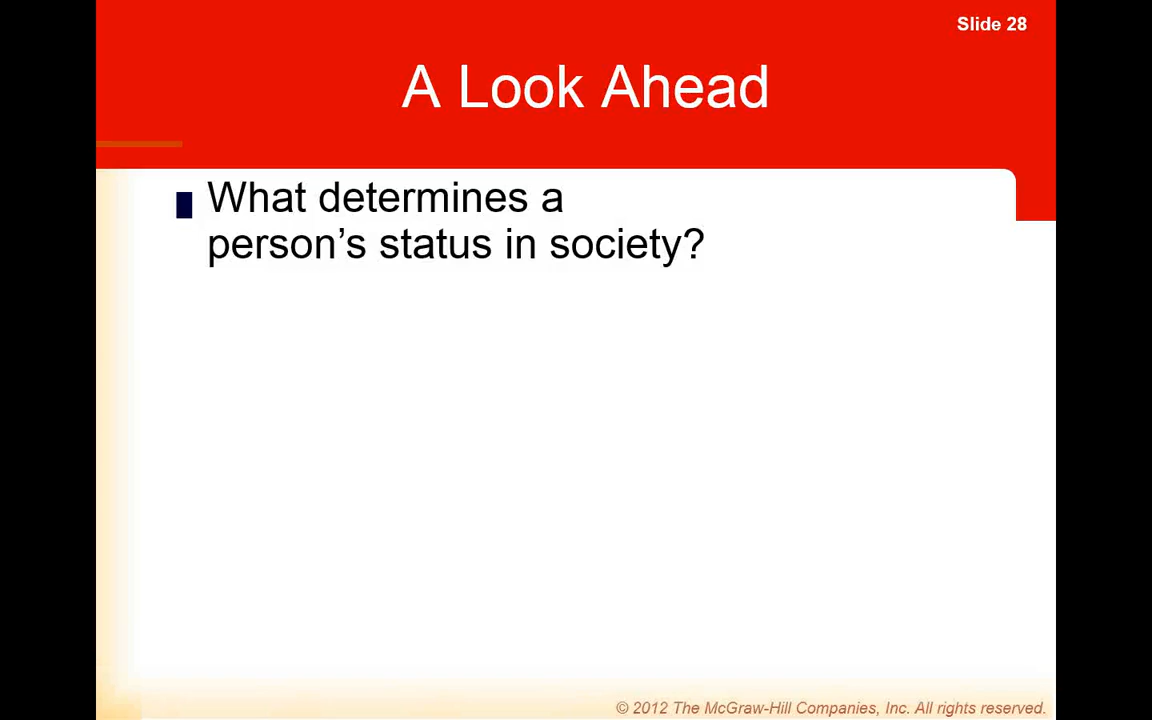 Slide 28
A Look Ahead
What determines a
person’s status in society?
© 2012 The McGraw-Hill Companies, Inc. All rights reserved.